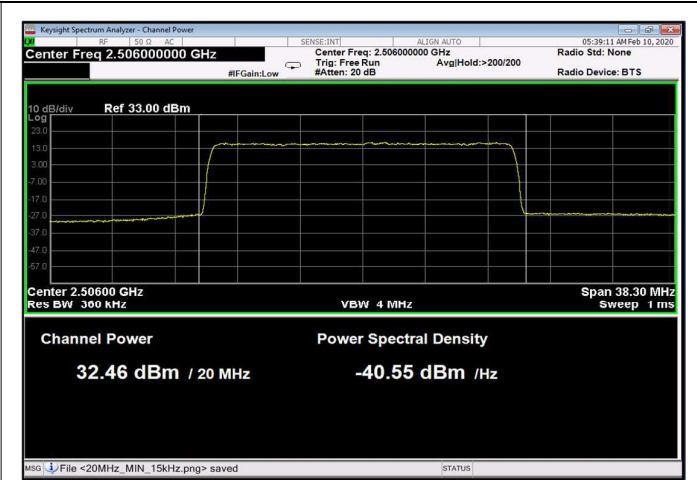 Keysight Spectrum Analyzer - Channel Power
LXI RF 50 Ω AC SENSE:INT ALIGN AUTO 05:39:11 AM Feb 10, 2020
Center Freq 2.506000000 GHz Center Freq: 2.506000000 GHz Radio Std: None
Trig: Free Run Avg|Hold:>200/200
#IFGain:Low #Atten: 20 dB Radio Device: BTS
10 dB/div Ref 33.00 dBm
Log
23.0
13.0
3.00
-7.00
-17.0
-27.0
-37.0
-47.0
-57.0
Center 2.50600 GHz Span 38.30 MHz
Res BW 360 kHz VBW 4 MHz Sweep 1 ms
Channel Power Power Spectral Density
32.46 dBm / 20 MHz -40.55 dBm /Hz
MSG File <20MHz_MIN_15kHz.png> saved STATUS